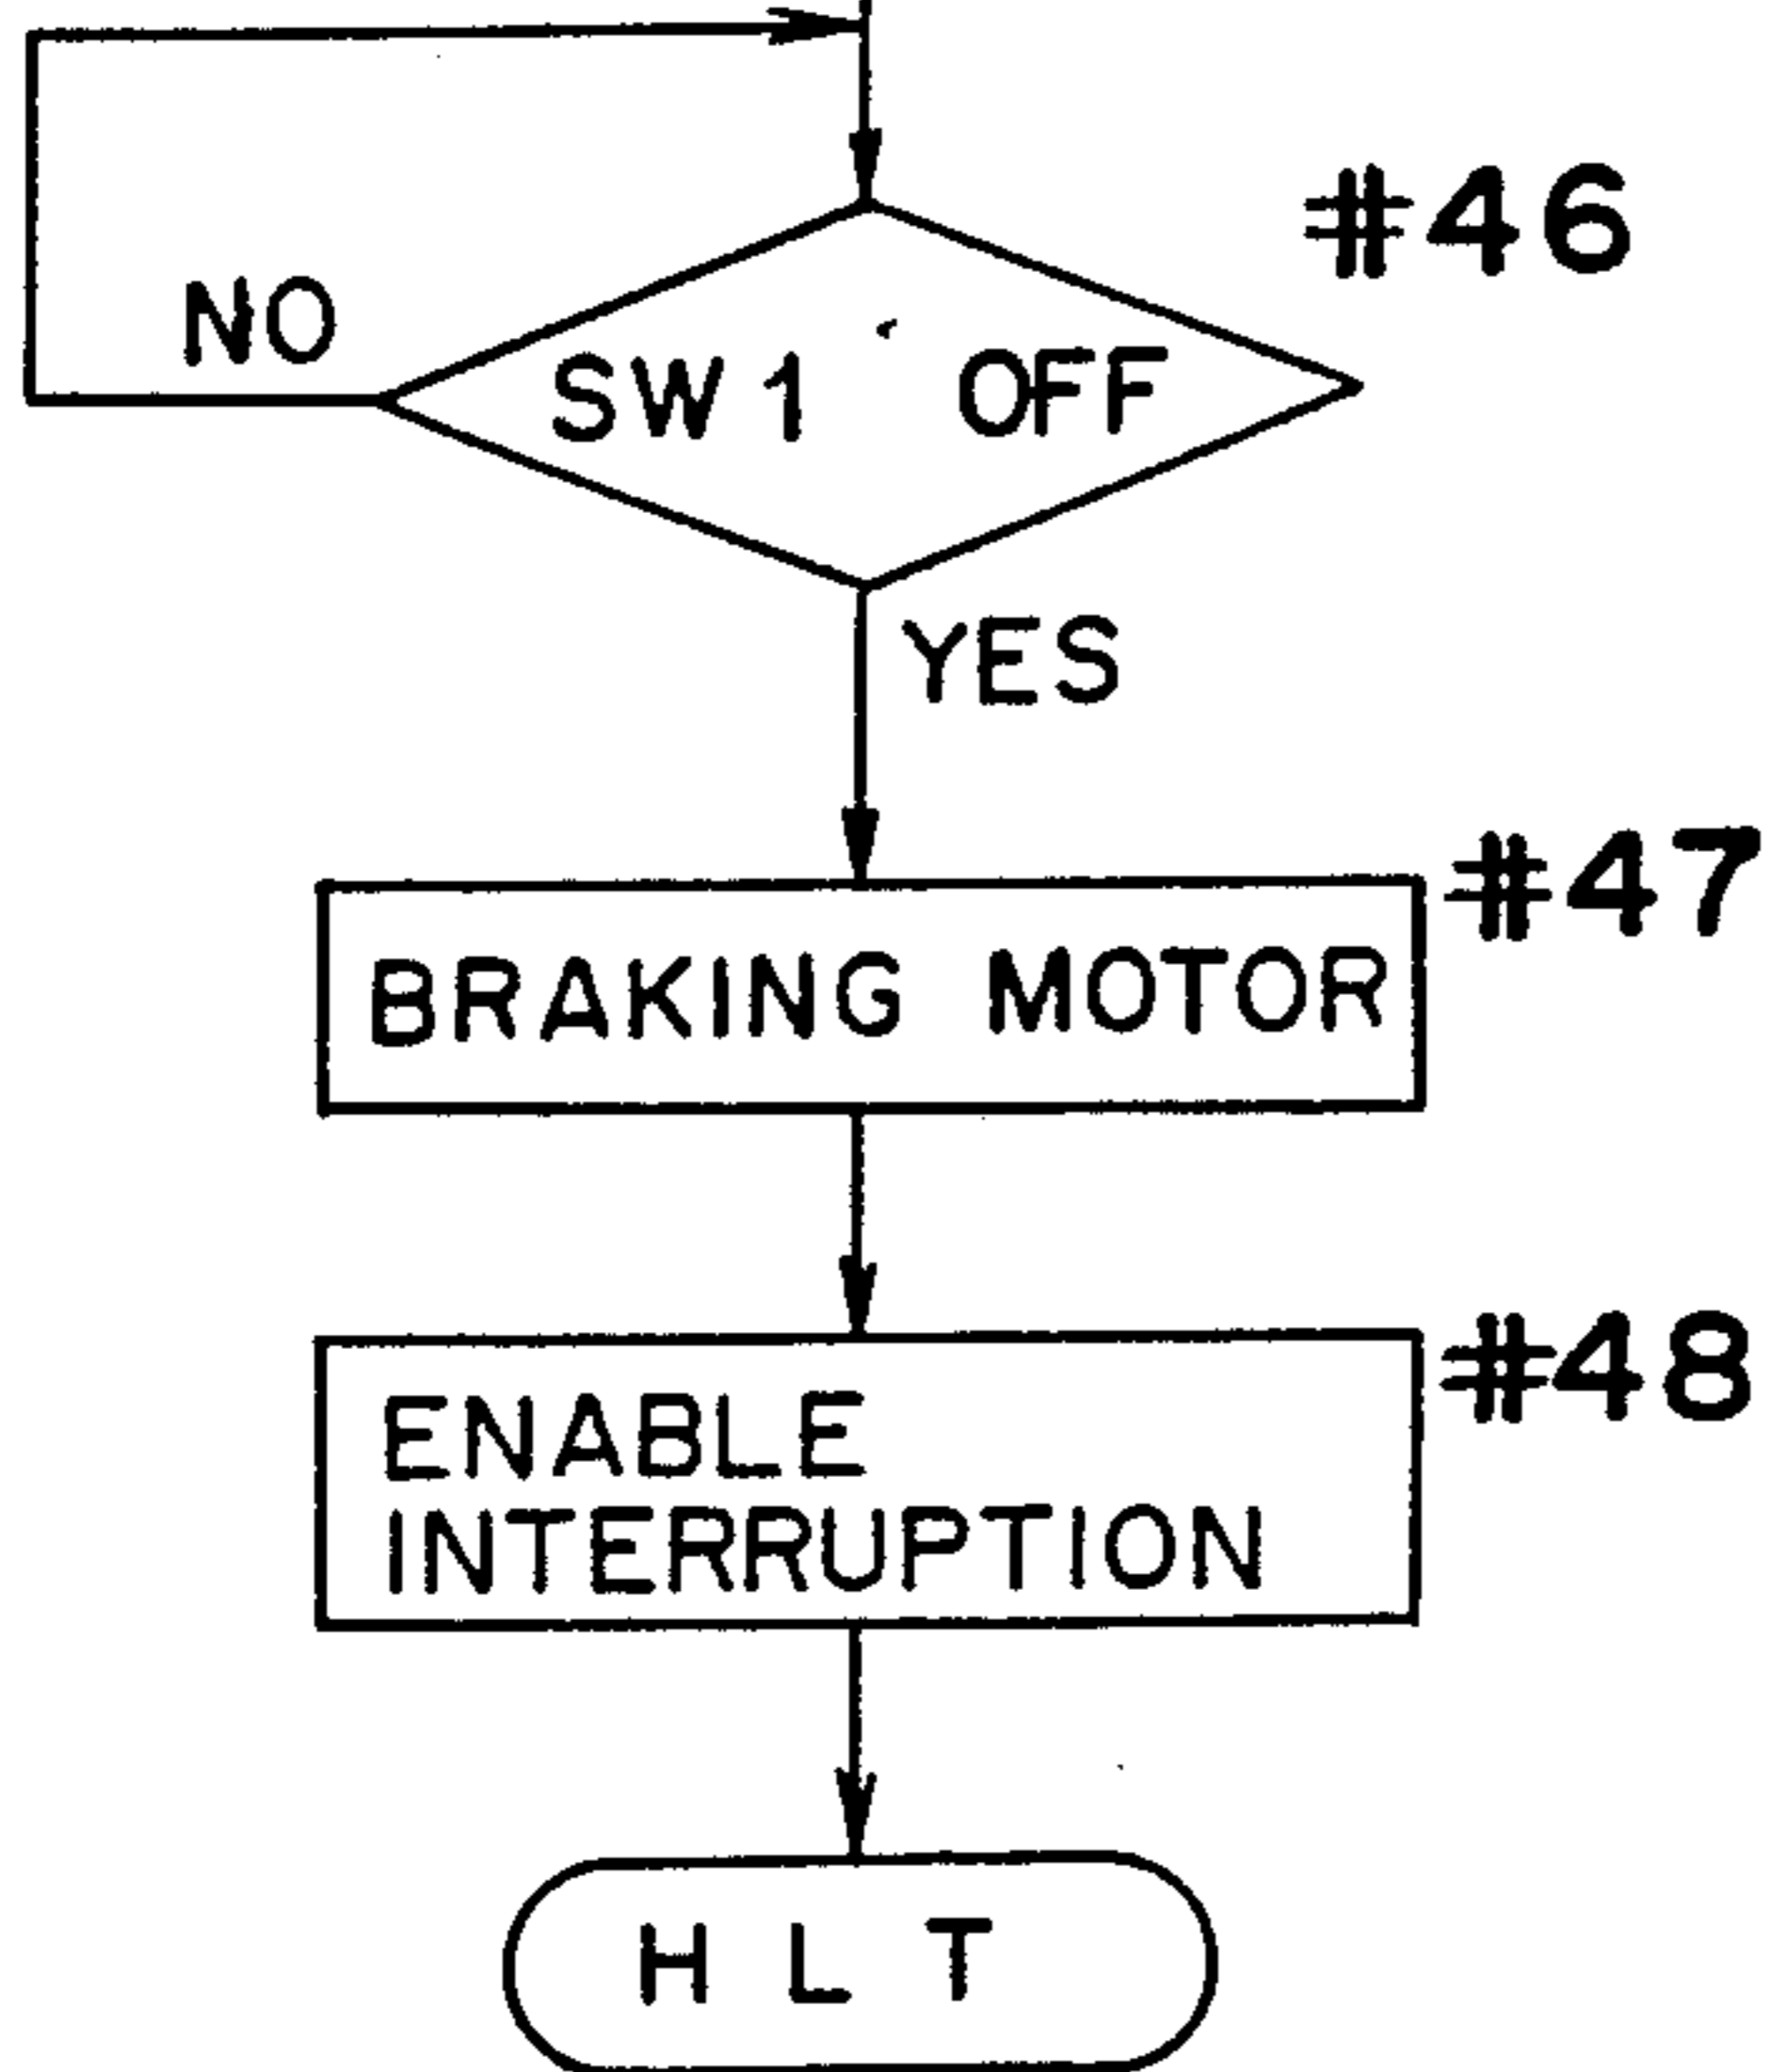 #46
NO
SW1 OFF
YES
#47
BRAKING MOTOR
#48
ENABLE
INTERRUPTION
HLT